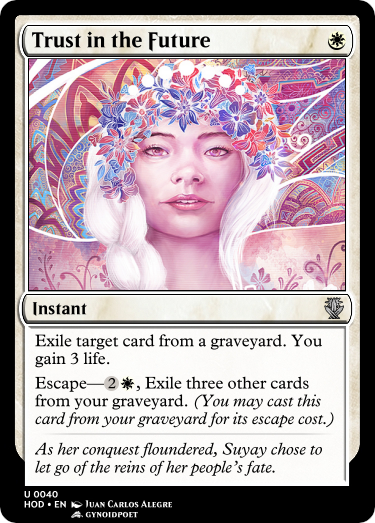 Trust in the Future
Instant
Exile target card from a graveyard. You
gain 3 life.
Escape—2, Exile three other cards
from your graveyard. (You may cast this
card from your graveyard for its escape cost.)
As her conquest floundered, Suyay chose to
let go of the reins of her people's fate.
U 0040
HOD • EN Juan Carlos Alegre
GYNOIDPOET